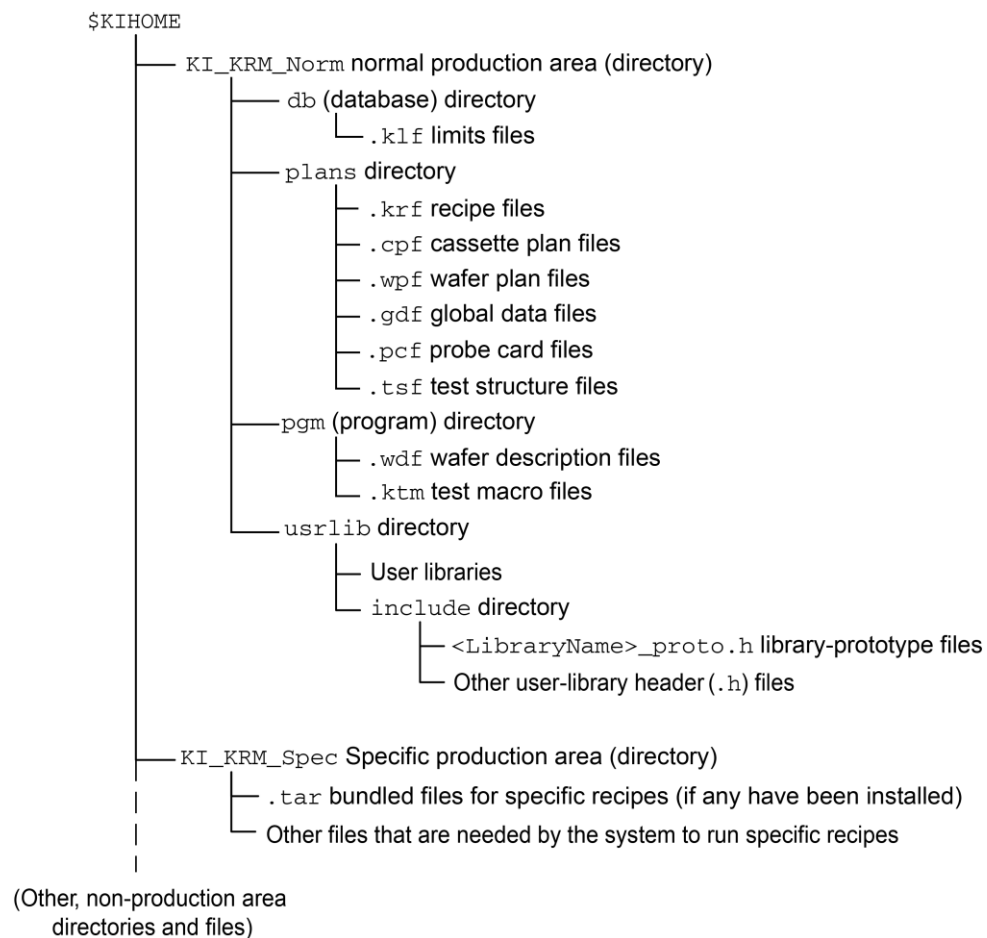 $KIHOME
KI_KRM_Norm normal production area (directory)
db (database) directory
.klf limits files
plans directory
.krf recipe files
.cpf cassette plan files
.wpf wafer plan files
.gdf global data files
.pcf probe card files
.tsf test structure files
pgm (program) directory
.wdf wafer description files
.ktm test macro files
usrlib directory
User libraries
include directory
<LibraryName>_proto.h library-prototype files
Other user-library header (.h) files
KI_KRM_Spec Specific production area (directory)
.tar bundled files for specific recipes (if any have been installed)
Other files that are needed by the system to run specific recipes
(Other, non-production area
directories and files)